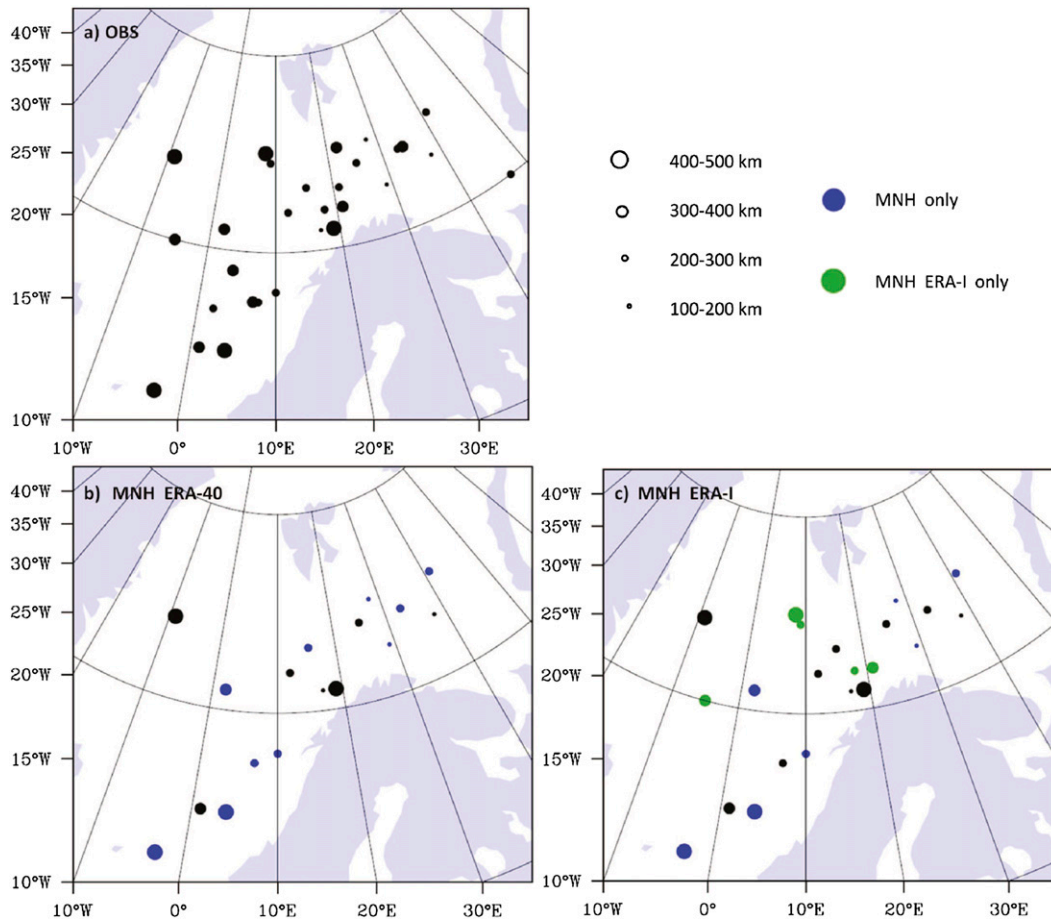 a) OBS
40°W
35°W
30°W
25°W
20°W
15°W
10°W
10°W 0° 10°E 20°E 30°E
400-500 km
300-400 km
200-300 km
100-200 km
MNH only
MNH ERA-I only
b) MNH ERA-40
40°W
35°W
30°W
25°W
20°W
15°W
10°W
10°W 0° 10°E 20°E 30°E
c) MNH ERA-I
40°W
35°W
30°W
25°W
20°W
15°W
10°W
10°W 0° 10°E 20°E 30°E